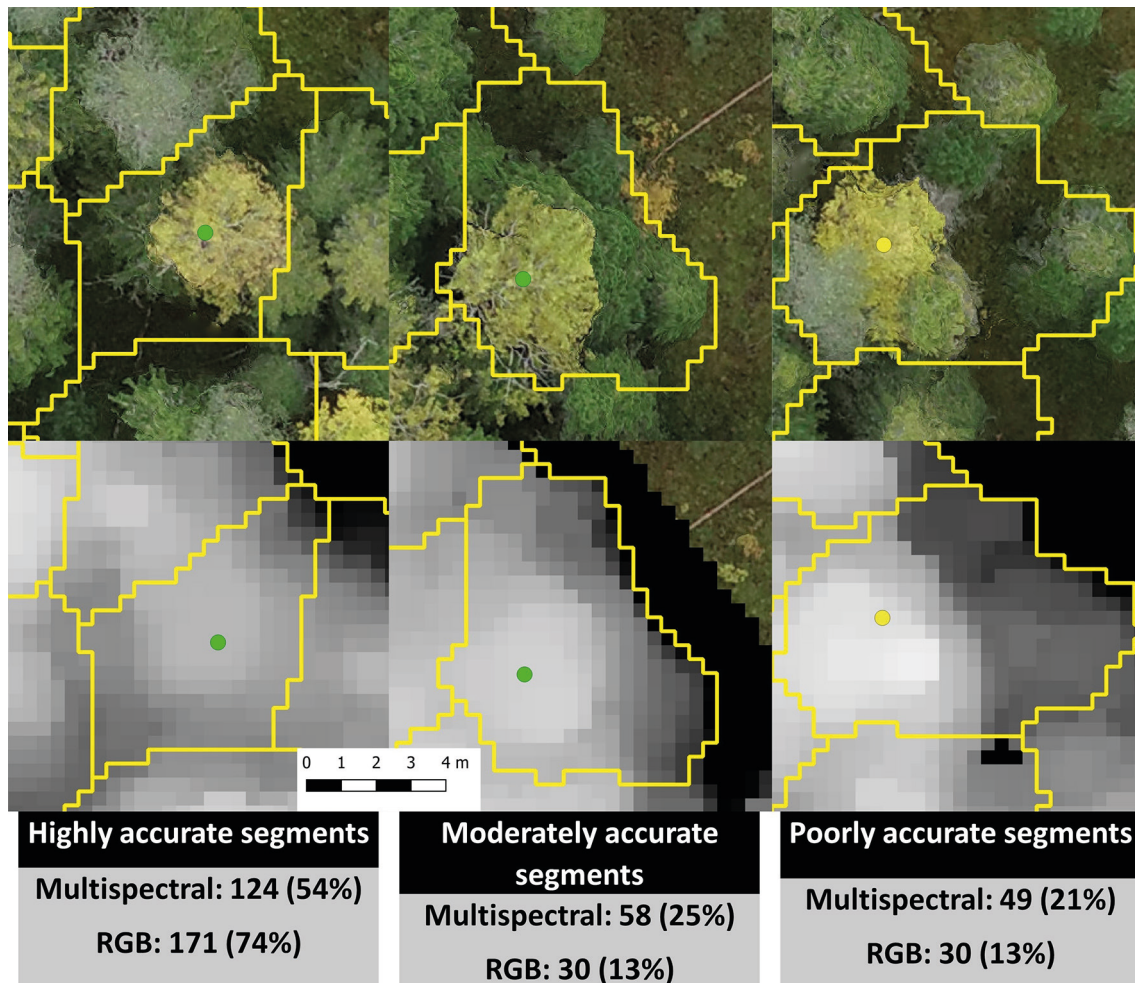 0 1 2 3 4 m
Highly accurate segments
Multispectral: 124 (54%)
RGB: 171 (74%)
Moderately accurate
segments
Multispectral: 58 (25%)
RGB: 30 (13%)
Poorly accurate segments
Multispectral: 49 (21%)
RGB: 30 (13%)